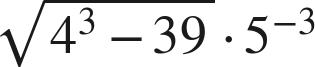 √(4³ − 39) · 5⁻³